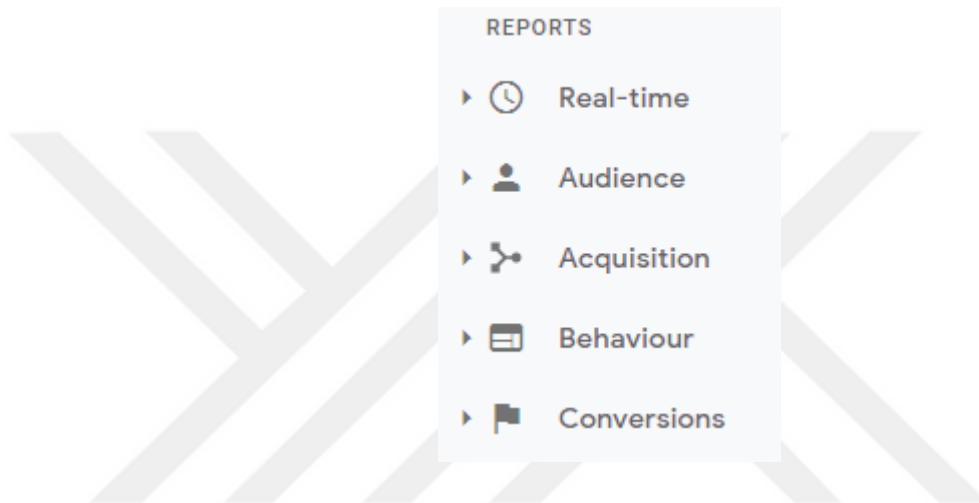 REPORTS
Real-time
Audience
Acquisition
Behaviour
Conversions